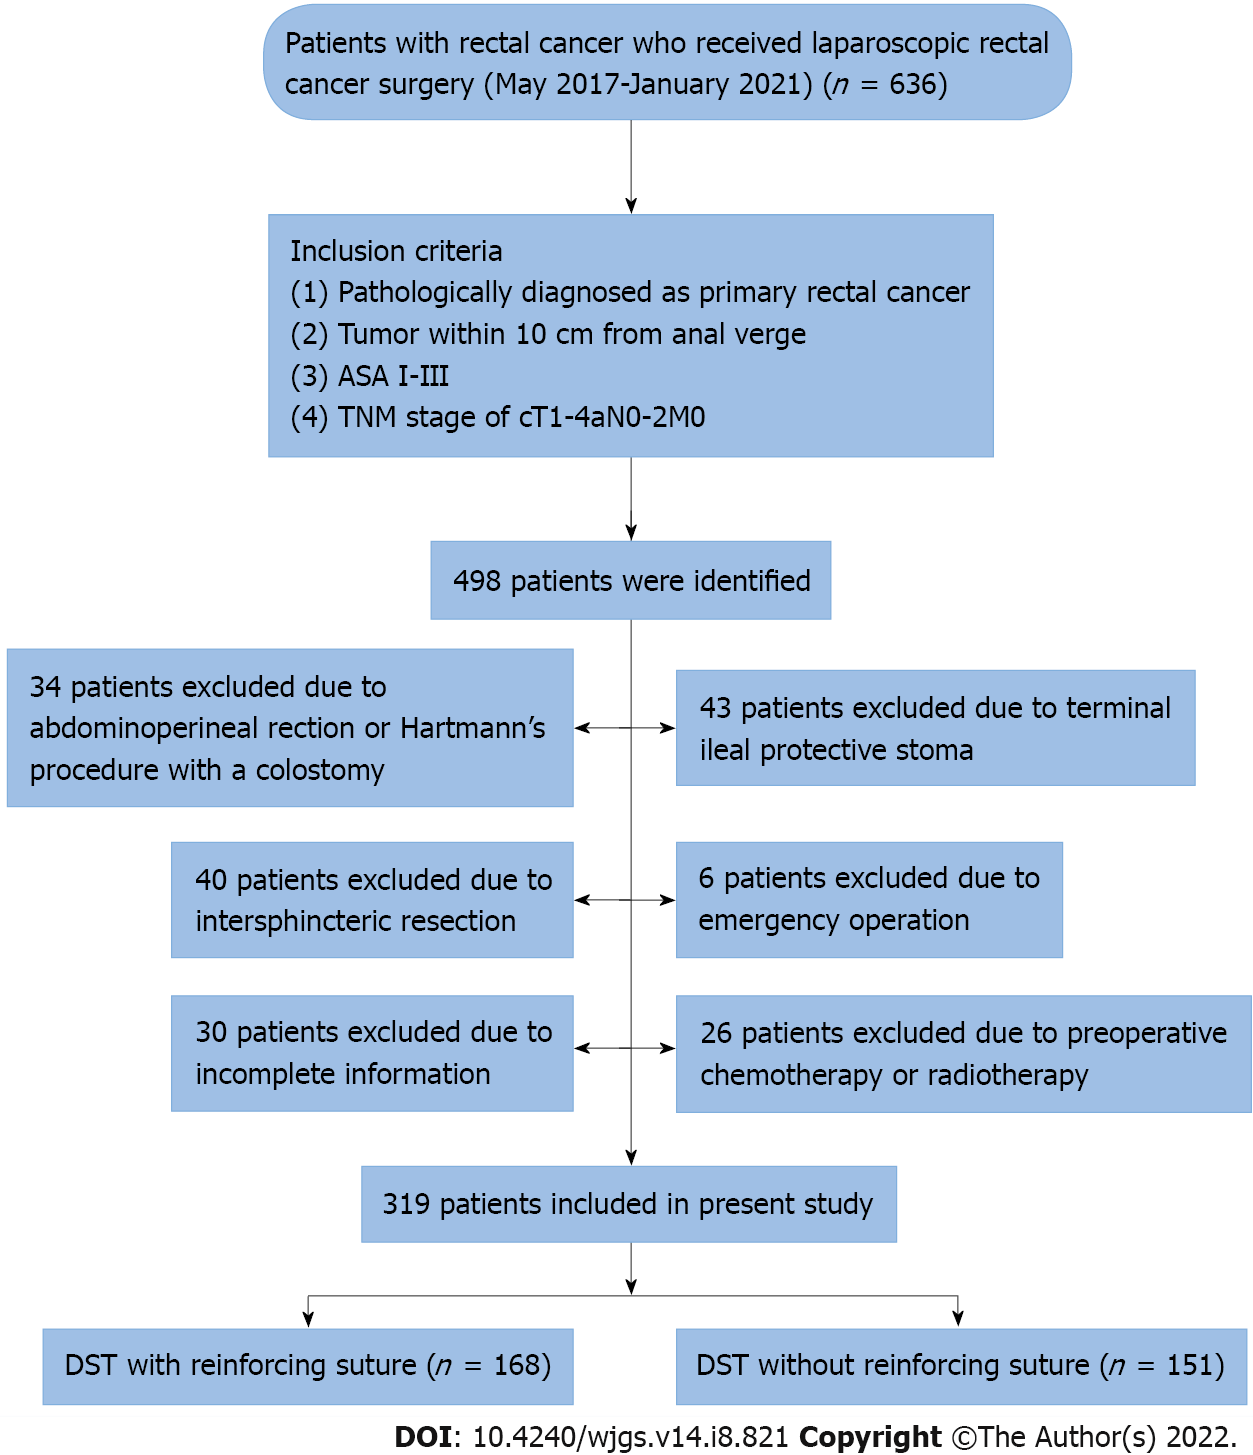 Patients with rectal cancer who received laparoscopic rectal
cancer surgery (May 2017-January 2021) (n = 636)
Inclusion criteria
(1) Pathologically diagnosed as primary rectal cancer
(2) Tumor within 10 cm from anal verge
(3) ASA I-III
(4) TNM stage of cT1-4aN0-2M0
498 patients were identified
34 patients excluded due to
abdominoperineal rection or Hartmann’s
procedure with a colostomy
43 patients excluded due to terminal
ileal protective stoma
40 patients excluded due to
intersphincteric resection
6 patients excluded due to
emergency operation
30 patients excluded due to
incomplete information
26 patients excluded due to preoperative
chemotherapy or radiotherapy
319 patients included in present study
DST with reinforcing suture (n = 168)
DST without reinforcing suture (n = 151)
DOI: 10.4240/wjgs.v14.i8.821 Copyright ©The Author(s) 2022.